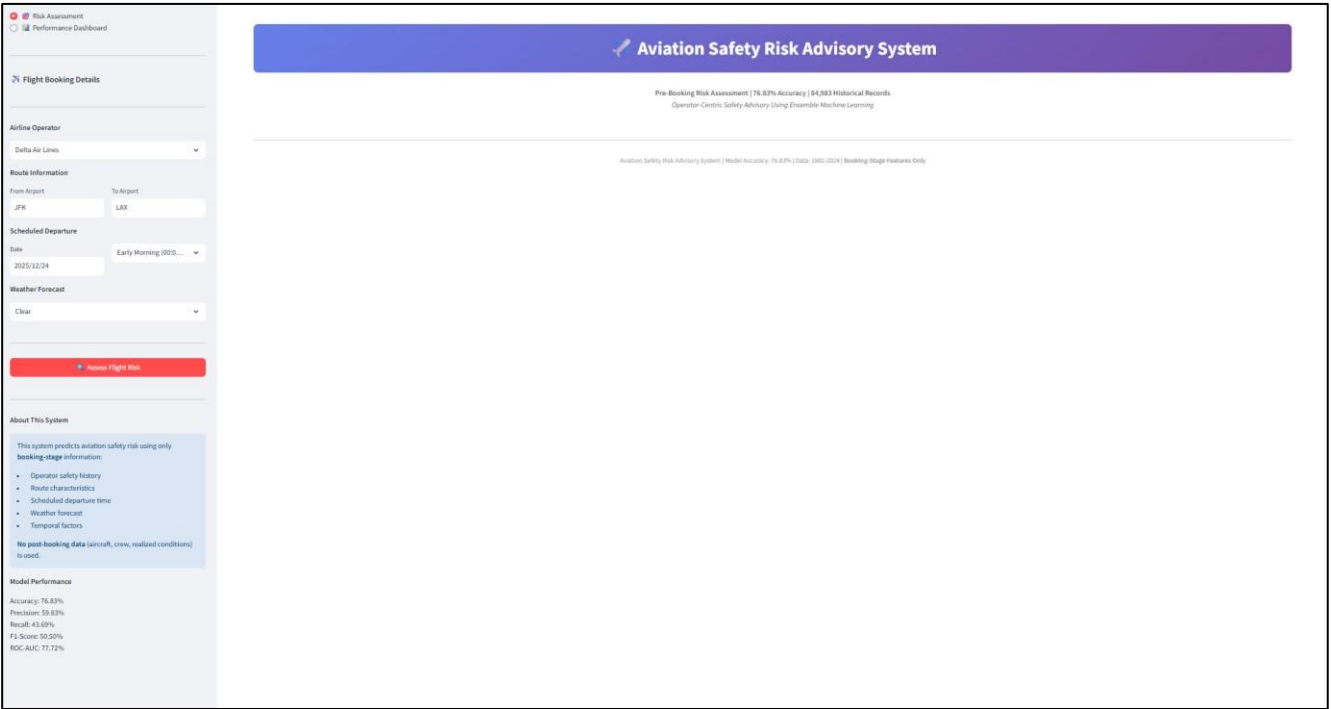 Risk Assessment
Performance Dashboard
Flight Booking Details
Airline Operator
Delta Air Lines
Route Information
From Airport To Airport
JFK LAX
Scheduled Departure
Date
Early Morning (00:0...
2025/12/24
Weather Forecast
Clear
Assess Flight Risk
About This System
This system predicts aviation safety risk using only
booking-stage information:
• Operator safety history
• Route characteristics
• Scheduled departure time
• Weather forecast
• Temporal factors
No post-booking data (aircraft, crew, realized conditions)
is used.
Model Performance
Accuracy: 76.83%
Precision: 59.83%
Recall: 43.69%
F1-Score: 50.50%
ROC-AUC: 77.72%
Aviation Safety Risk Advisory System
Pre-Booking Risk Assessment | 76.83% Accuracy | 84,983 Historical Records
Operator-Centric Safety Advisory Using Ensemble Machine Learning
Aviation Safety Risk Advisory System | Model Accuracy: 76.83% | Data: 1982-2024 | Booking-Stage Features Only